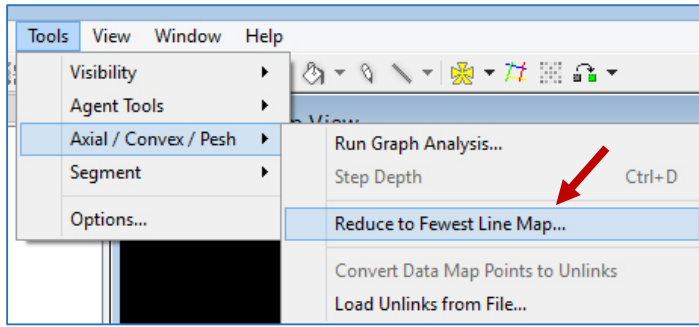 Tools View Window Help
Visibility
Agent Tools
Axial / Convex / Pesh
Segment
Options...
View
Run Graph Analysis...
Step Depth Ctrl+D
Reduce to Fewest Line Map...
Convert Data Map Points to Unlinks
Load Unlinks from File...